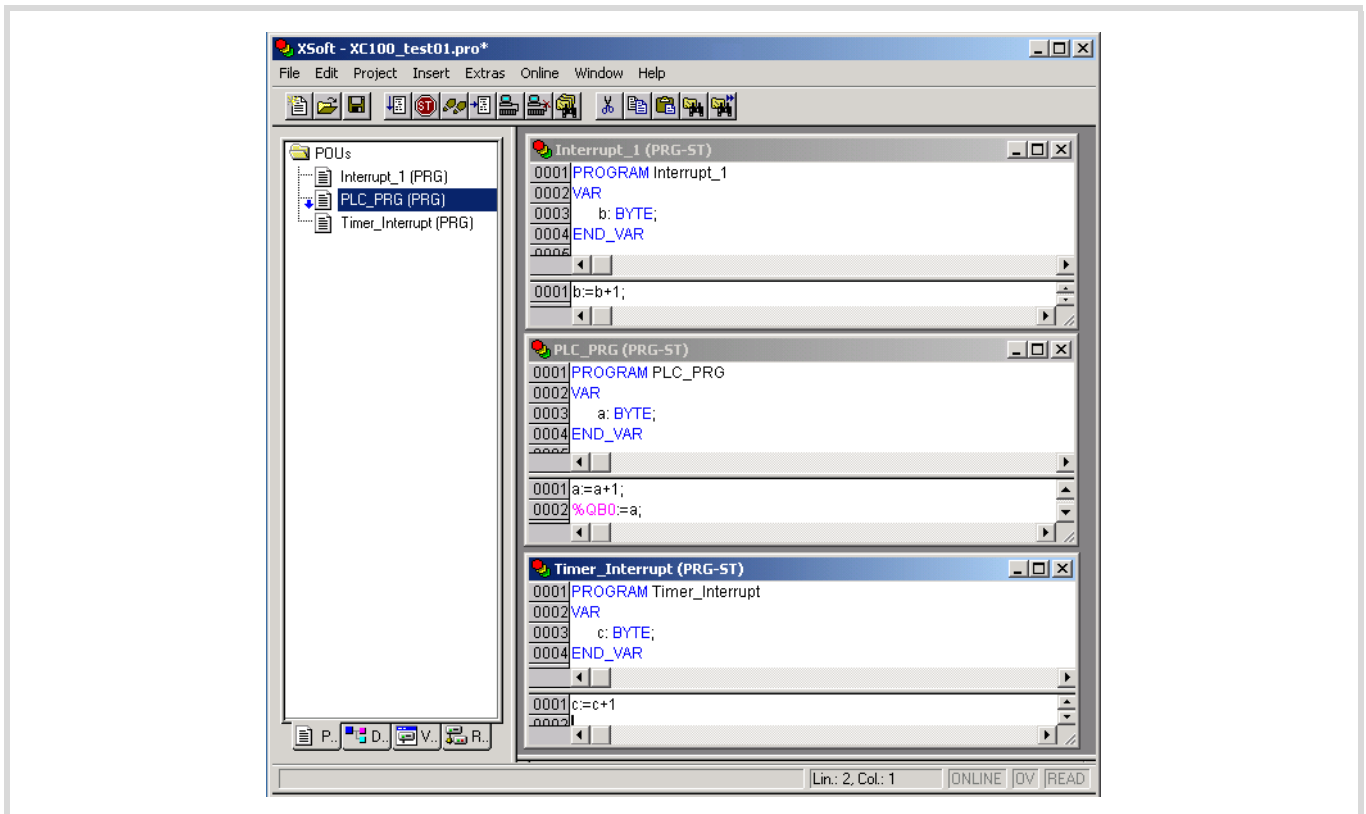 XSoft - XC100_test01.pro*
File Edit Project Insert Extras Online Window Help
ST
POUs
Interrupt_1 (PRG)
PLC_PRG (PRG)
Timer_Interrupt (PRG)
P.. D.. V.. R..
Interrupt_1 (PRG-ST)
0001 PROGRAM Interrupt_1
0002 VAR
0003 b: BYTE;
0004 END_VAR
0001 b:=b+1;
PLC_PRG (PRG-ST)
0001 PROGRAM PLC_PRG
0002 VAR
0003 a: BYTE;
0004 END_VAR
0001 a:=a+1;
0002 %QB0:=a;
Timer_Interrupt (PRG-ST)
0001 PROGRAM Timer_Interrupt
0002 VAR
0003 c: BYTE;
0004 END_VAR
0001 c:=c+1
0002
Lin.: 2, Col.: 1 ONLINE OV READ